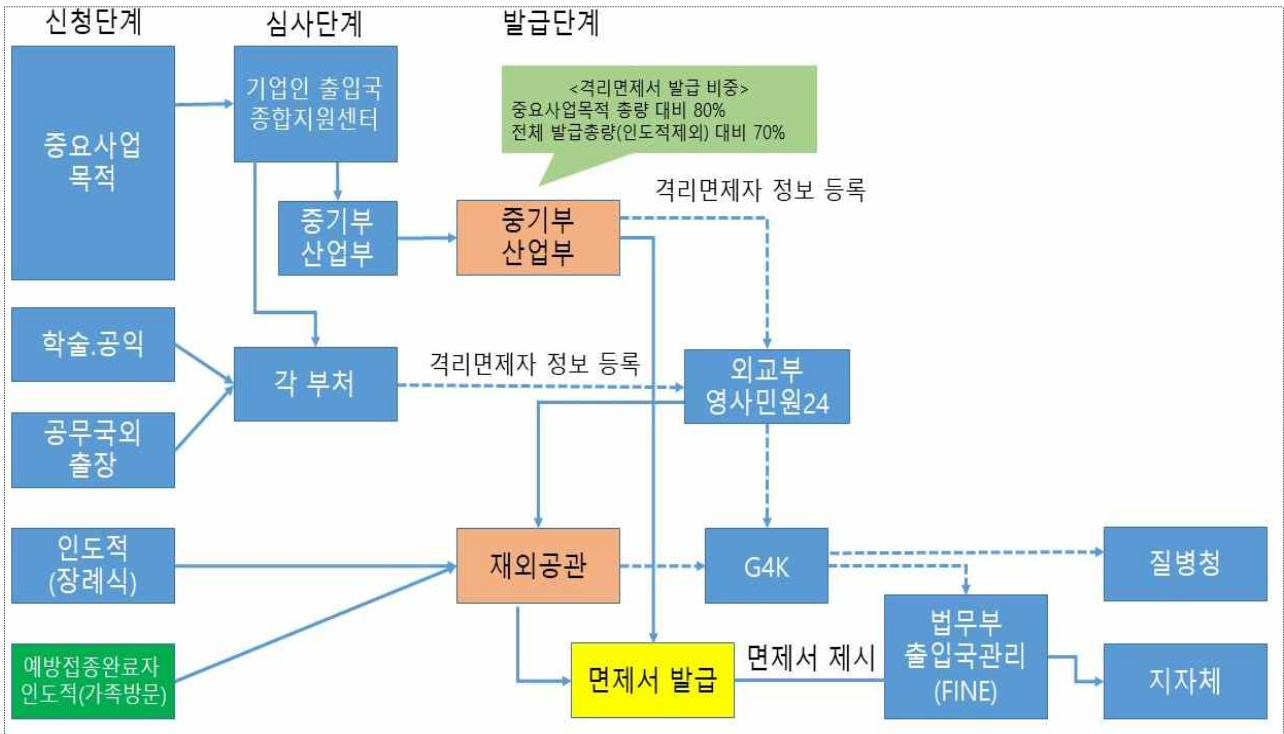 신청단계
심사단계
발급단계
중요사업
목적
기업인 출입국
종합지원센터
<격리면제서 발급 비중>
중요사업목적 총량 대비 80%
전체 발급총량(인도적제외) 대비 70%
중기부
산업부
중기부
산업부
격리면제자 정보 등록
학술.공익
공무국외
출장
각 부처
격리면제자 정보 등록
외교부
영사민원24
인도적
(장례식)
재외공관
G4K
질병청
예방접종완료자
인도적(가족방문)
면제서 발급
면제서 제시
법무부
출입국관리
(FINE)
지자체